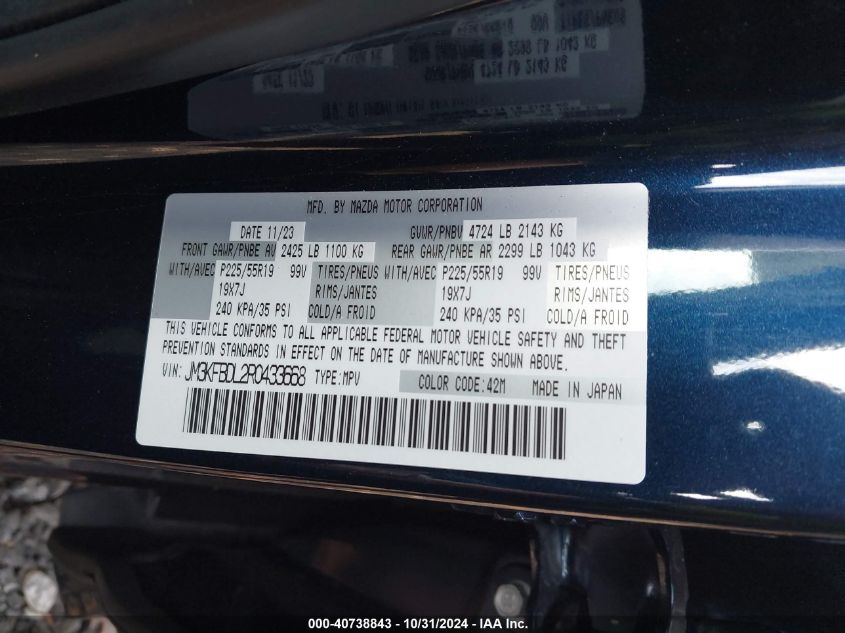 MFD. BY MAZDA MOTOR CORPORATION
DATE 11/23 GVWR/PNBV 4724 LB 2143 KG
FRONT GAWR/PNBE AV 2425 LB 1100 KG REAR GAWR/PNBE AR 2299 LB 1043 KG
WITH/AVEC P225/55R19 99V TIRES/PNEUS WITH/AVEC P225/55R19 99V TIRES/PNEUS
19X7J RIMS/JANTES 19X7J RIMS/JANTES
240 KPA/35 PSI COLD/A FROID 240 KPA/35 PSI COLD/A FROID
THIS VEHICLE CONFORMS TO ALL APPLICABLE FEDERAL MOTOR VEHICLE SAFETY AND THEFT
PREVENTION STANDARDS IN EFFECT ON THE DATE OF MANUFACTURE SHOWN ABOVE.
VIN: JM3KFBDL2R0433668 TYPE:MPV COLOR CODE:42M MADE IN JAPAN
000-40738843 - 10/31/2024 - IAA Inc.